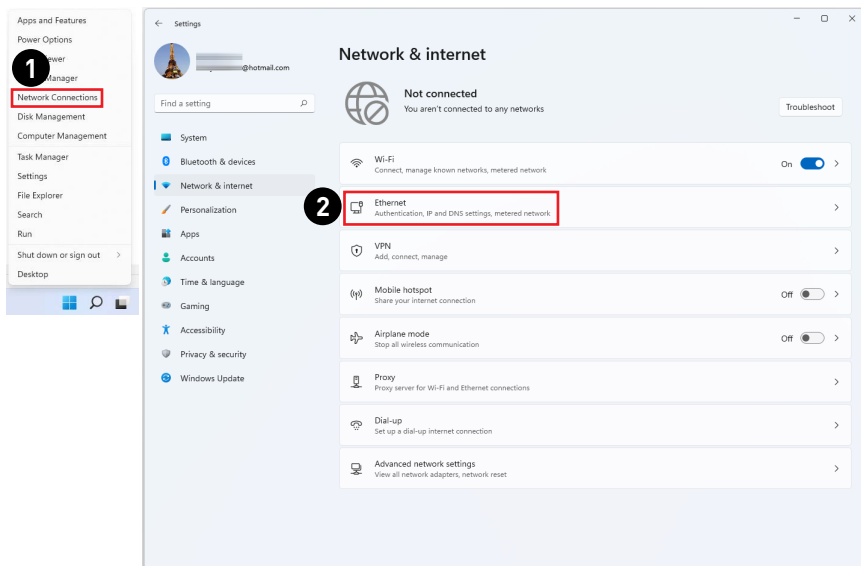 Apps and Features
Power Options
ewer
1
Manager
Network Connections
Disk Management
Computer Management
Task Manager
Settings
File Explorer
Search
Run
Shut down or sign out
Desktop
Settings
@hotmail.com
Find a setting
System
Bluetooth & devices
Network & internet
Personalization
Apps
Accounts
Time & language
Gaming
Accessibility
Privacy & security
Windows Update
Network & internet
Not connected
You aren't connected to any networks
Troubleshoot
Wi-Fi
Connect, manage known networks, metered network
On
2
Ethernet
Authentication, IP and DNS settings, metered network
VPN
Add, connect, manage
Mobile hotspot
Share your internet connection
Off
Airplane mode
Stop all wireless communication
Off
Proxy
Proxy server for Wi-Fi and Ethernet connections
Dial-up
Set up a dial-up internet connection
Advanced network settings
View all network adapters, network reset